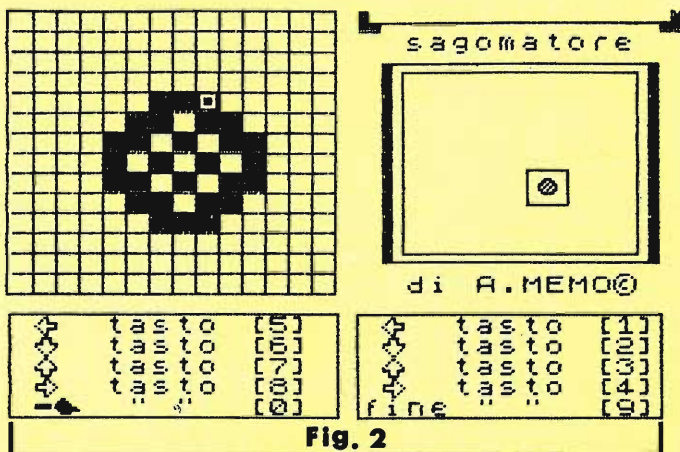 sagomatore
di A.MEMO©
tasto [5]
tasto [6]
tasto [7]
tasto [8]
" " [0]
tasto [1]
tasto [2]
tasto [3]
tasto [4]
fine " " [9]
Fig. 2